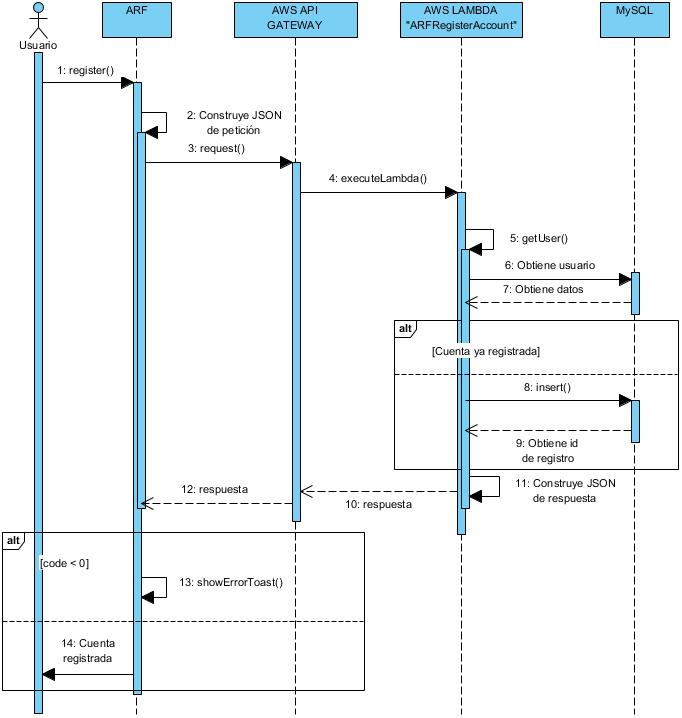 ARF
AWS API
GATEWAY
AWS LAMBDA
"ARFRegisterAccount"
MySQL
Usuario
1: register()
2: Construye JSON
de petición
3: request()
4: executeLambda()
5: getUser()
6: Obtiene usuario
7: Obtiene datos
alt
[Cuenta ya registrada]
8: insert()
9: Obtiene id
de registro
11: Construye JSON
de respuesta
12: respuesta
10: respuesta
alt
[code < 0]
13: showErrorToast()
14: Cuenta
registrada